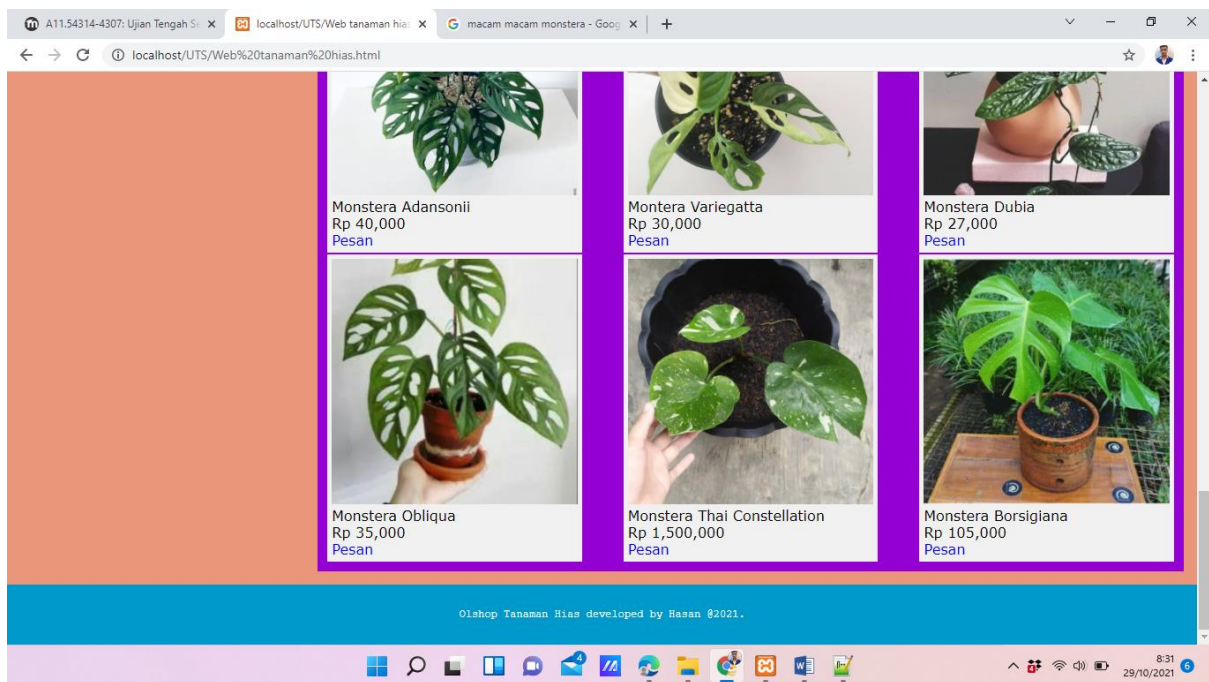 A11.54314-4307: Ujian Tengah Se
localhost/UTS/Web tanaman hias
macam macam monstera - Goog
localhost/UTS/Web%20tanaman%20hias.html
Monstera Adansonii
Rp 40,000
Pesan
Montera Variegatta
Rp 30,000
Pesan
Monstera Dubia
Rp 27,000
Pesan
Monstera Obliqua
Rp 35,000
Pesan
Monstera Thai Constellation
Rp 1,500,000
Pesan
Monstera Borsigiana
Rp 105,000
Pesan
Olshop Tanaman Hias developed by Hasan @2021.
4
8:31
29/10/2021
6